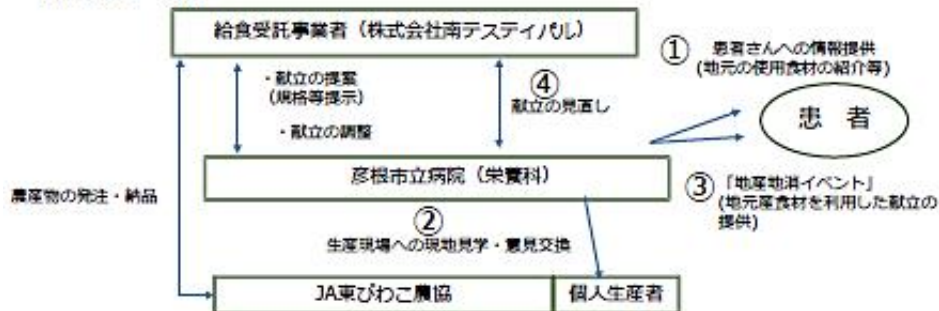 給食受託事業者（株式会社南テスティパル）
①
患者さんへの情報提供
(地元の使用食材の紹介等)
・献立の提案
(規格等提示)
・献立の調整
④
献立の見直し
患　者
彦根市立病院（栄養科）
農産物の発注・納品
③
「地産地消イベント」
(地元産食材を利用した献立の
提供)
②
生産現場への現地見学・意見交換
JA東びわこ農協
個人生産者